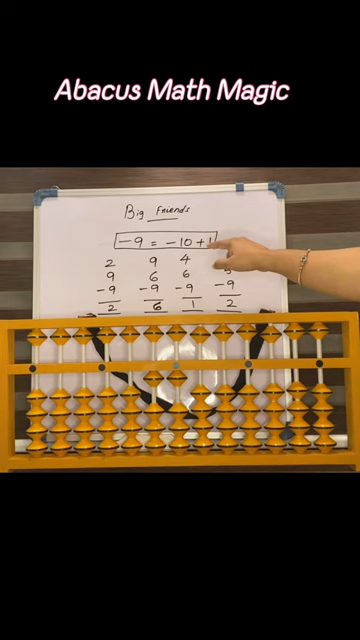 Abacus Math Magic
Big Friends
-9 = -10 + 1
2 9 4
9 6 6
-9 -9 -9 -9
2 6 1 2